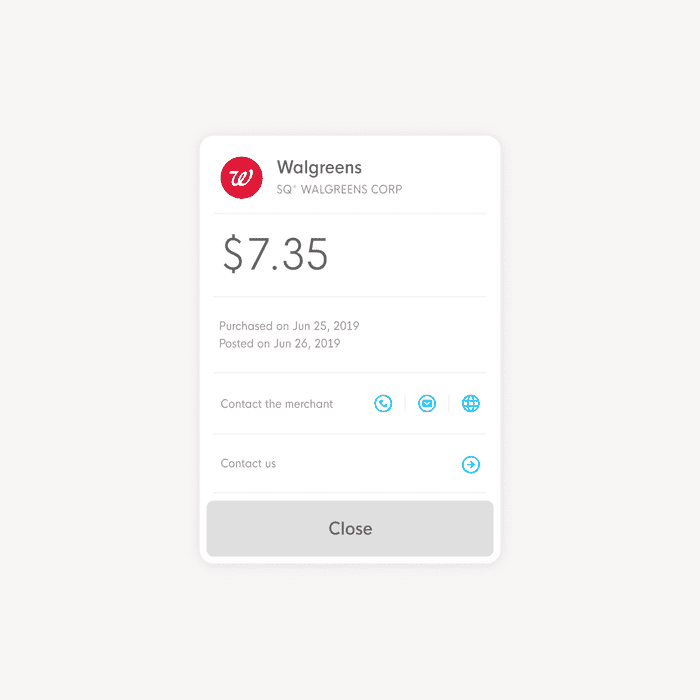 Walgreens
SQ* WALGREENS CORP
$7.35
Purchased on Jun 25, 2019
Posted on Jun 26, 2019
Contact the merchant
Contact us
Close